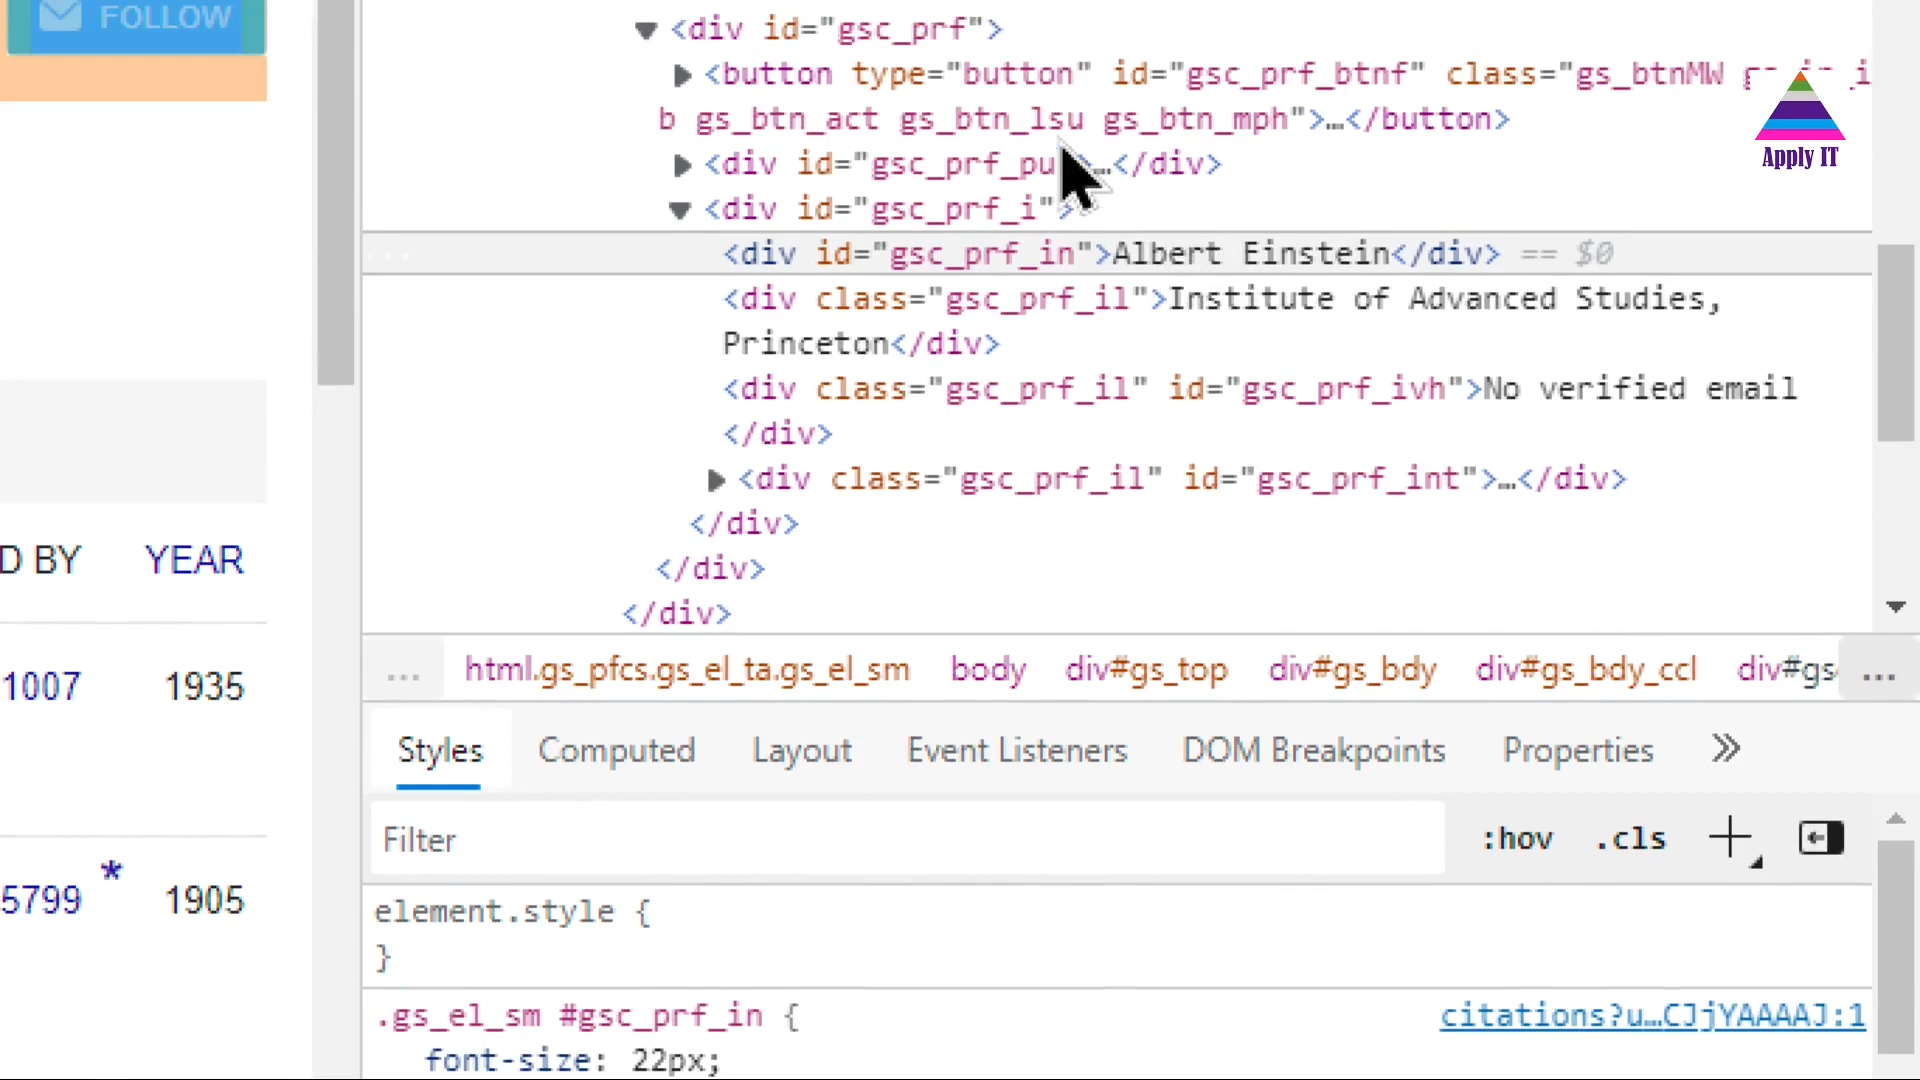 FOLLOW
<div id="gsc_prf">
<button type="button" id="gsc_prf_btnf" class="gs_btnMW
b gs_btn_act gs_btn_lsu gs_btn_mph">…</button>
<div id="gsc_prf_pu …</div>
<div id="gsc_prf_i">
<div id="gsc_prf_in">Albert Einstein</div> == $0
<div class="gsc_prf_il">Institute of Advanced Studies,
Princeton</div>
<div class="gsc_prf_il" id="gsc_prf_ivh">No verified email
</div>
<div class="gsc_prf_il" id="gsc_prf_int">…</div>
</div>
</div>
</div>
Apply IT
D BY YEAR
1007 1935
5799 * 1905
... html.gs_pfcs.gs_el_ta.gs_el_sm body div#gs_top div#gs_bdy div#gs_bdy_ccl div#gs ...
Styles Computed Layout Event Listeners DOM Breakpoints Properties
Filter :hov .cls
element.style {
}
.gs_el_sm #gsc_prf_in { citations?u…CJjYAAAAJ:1
font-size: 22px;